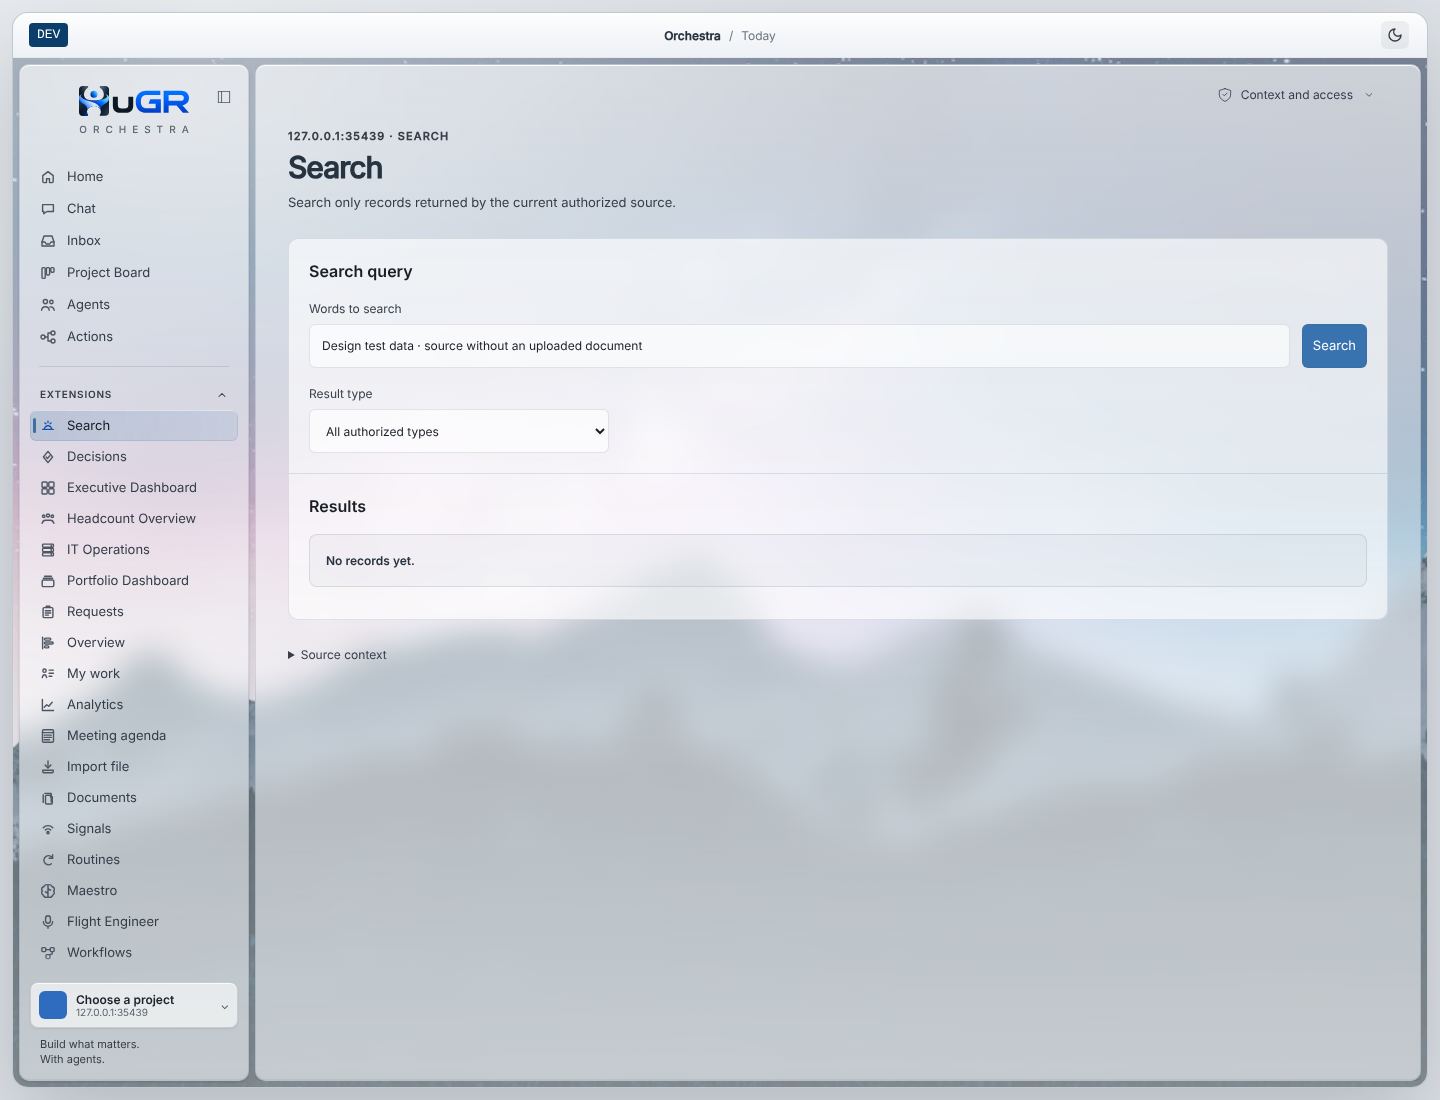 DEV
Orchestra / Today
HuGR
ORCHESTRA
Context and access
Home
Chat
Inbox
Project Board
Agents
Actions
EXTENSIONS
Search
Decisions
Executive Dashboard
Headcount Overview
IT Operations
Portfolio Dashboard
Requests
Overview
My work
Analytics
Meeting agenda
Import file
Documents
Signals
Routines
Maestro
Flight Engineer
Workflows
Choose a project
127.0.0.1:35439
Build what matters.
With agents.
127.0.0.1:35439 · SEARCH
Search
Search only records returned by the current authorized source.
Search query
Words to search
Design test data · source without an uploaded document
Search
Result type
All authorized types
Results
No records yet.
Source context